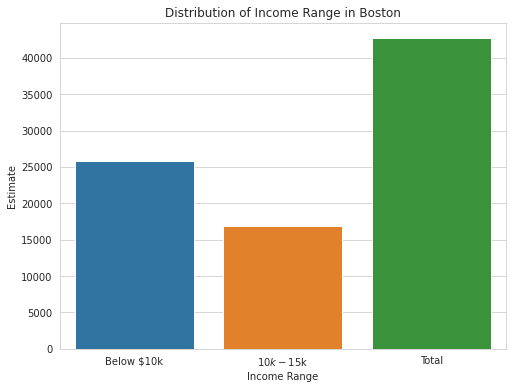 Distribution of Income Range in Boston
Estimate
40000
35000
30000
25000
20000
15000
10000
5000
0
Below $10k
10k − 15k
Total
Income Range